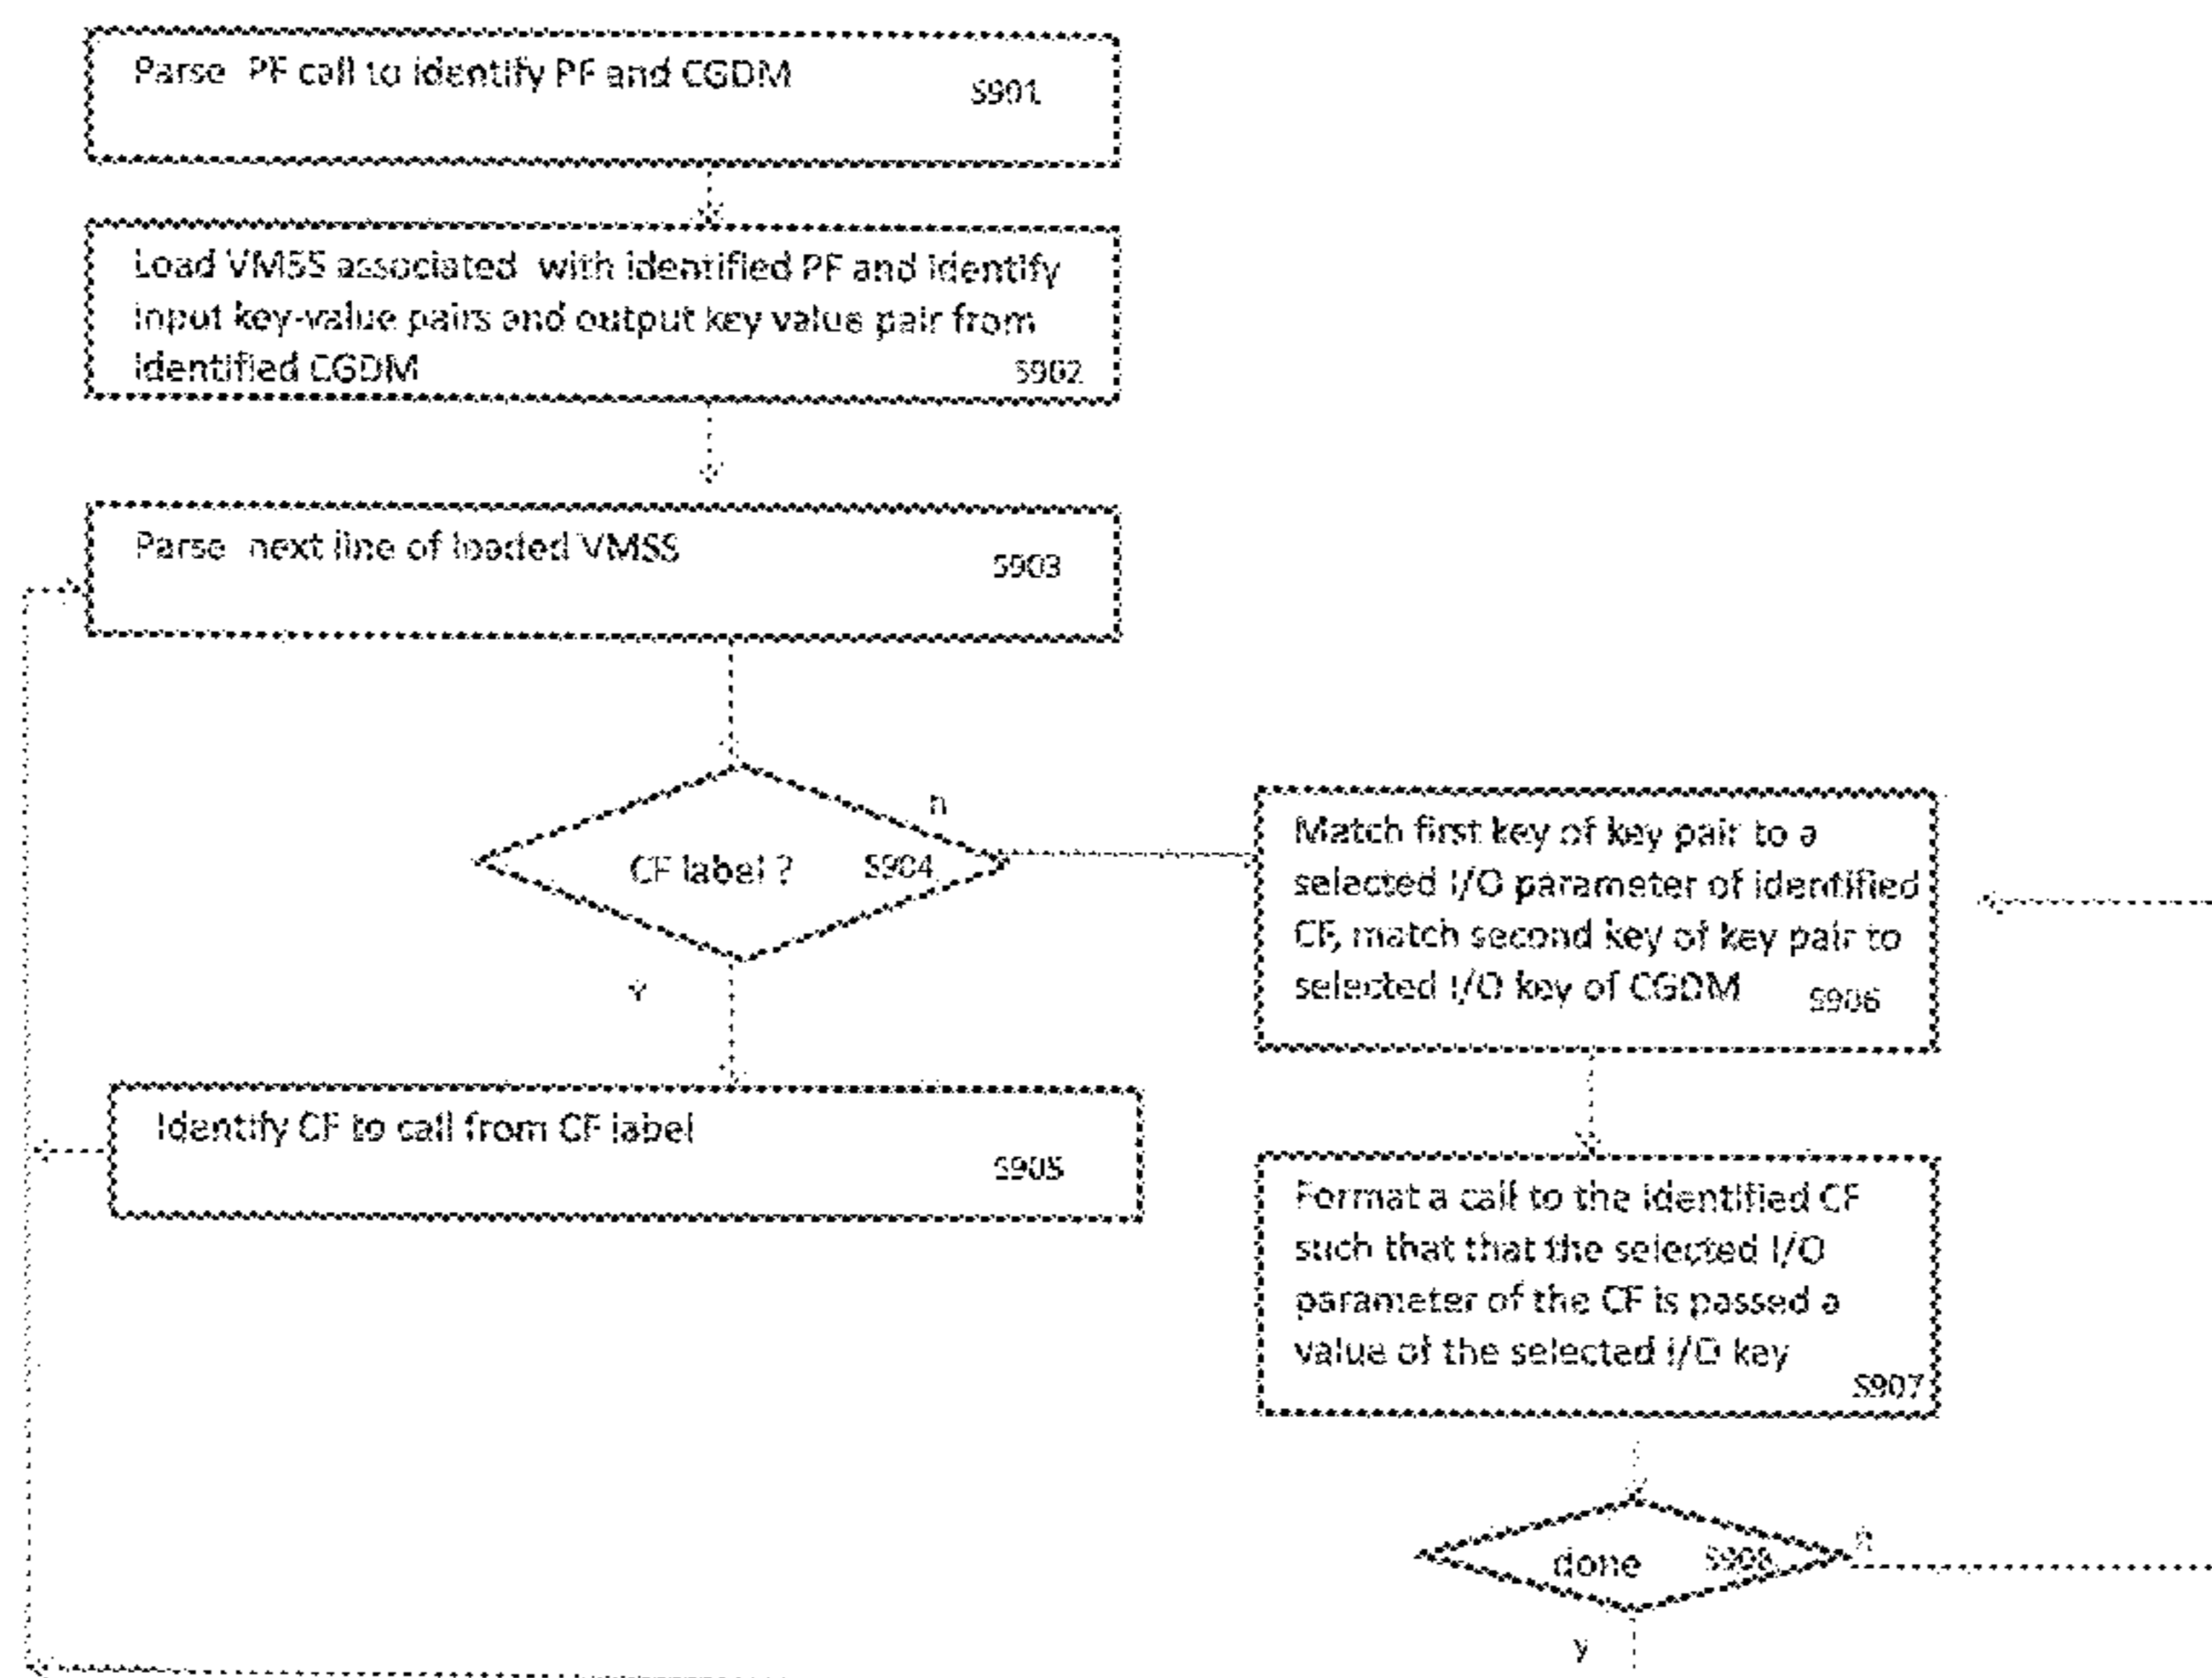 Parse PF call to identify PF and CGDM
S901
Load VMSS associated with identified PF and identify
input key-value pairs and output key value pair from
identified CGDM
S902
Parse next line of loaded VMSS
S903
n
CF label ?
S904
y
Identify CF to call from CF label
S905
Match first key of key pair to a
selected I/O parameter of identified
CF, match second key of key pair to
selected I/O key of CGDM
S906
Format a call to the identified CF
such that that the selected I/O
parameter of the CF is passed a
value of the selected I/O key
S907
done
S908
n
y